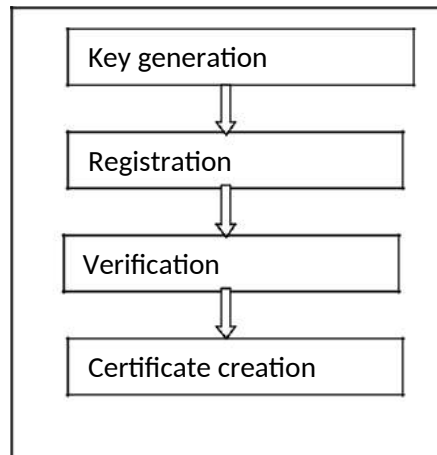 Key generation
Registration
Verification
Certificate creation